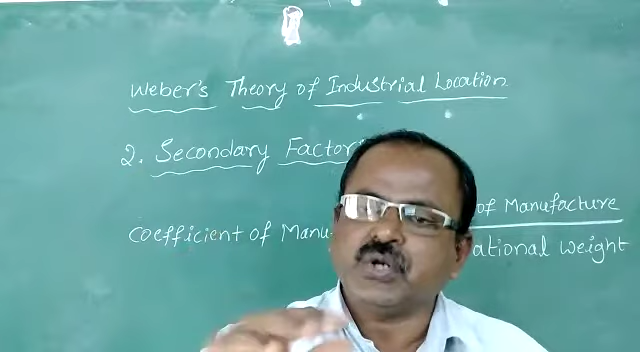 Weber's Theory of Industrial Location
2. Secondary Factor
of Manufacture
Coefficient of Manu-
ational Weight